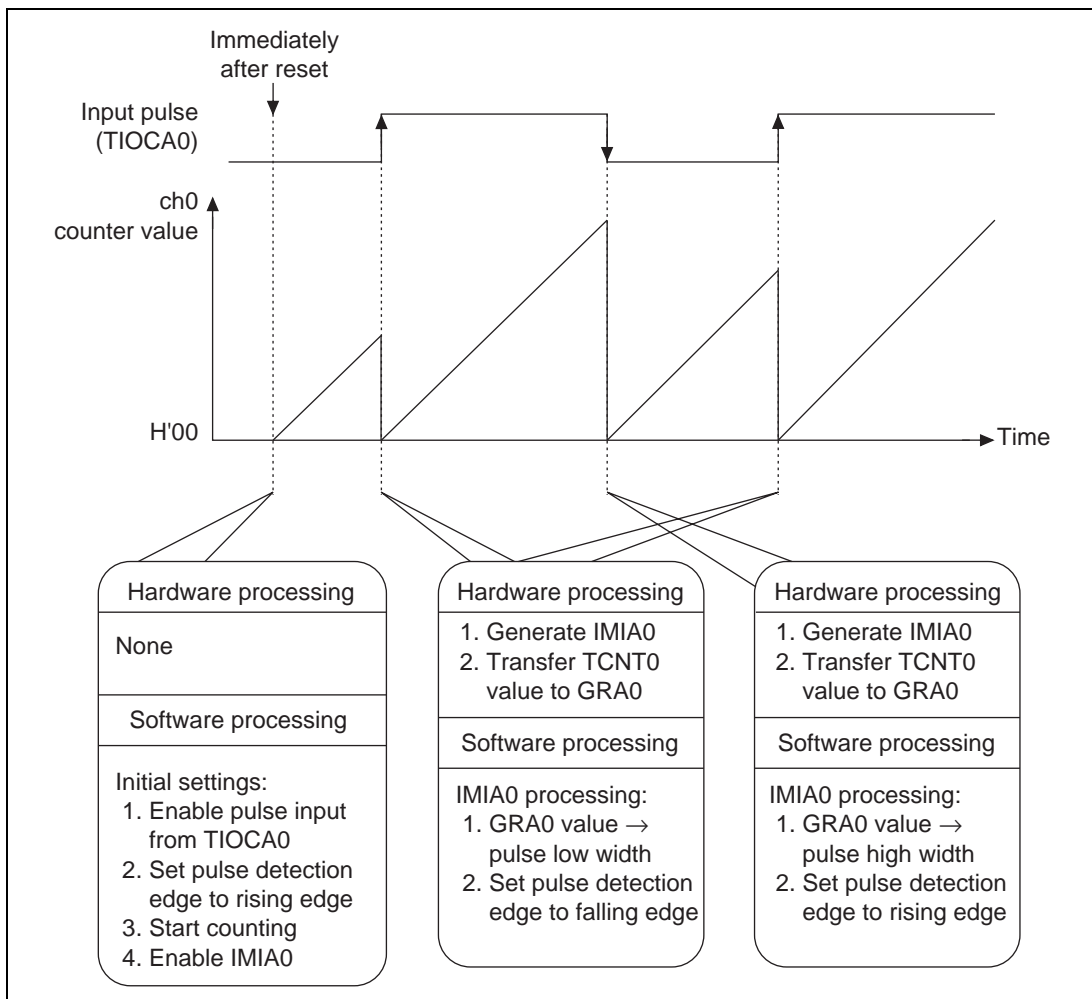 Immediately
after reset
Input pulse
(TIOCA0)
ch0
counter value
H'00
Time
Hardware processing
None
Software processing
Initial settings:
1. Enable pulse input
from TIOCA0
2. Set pulse detection
edge to rising edge
3. Start counting
4. Enable IMIA0
Hardware processing
1. Generate IMIA0
2. Transfer TCNT0
value to GRA0
Software processing
IMIA0 processing:
1. GRA0 value →
pulse low width
2. Set pulse detection
edge to falling edge
Hardware processing
1. Generate IMIA0
2. Transfer TCNT0
value to GRA0
Software processing
IMIA0 processing:
1. GRA0 value →
pulse high width
2. Set pulse detection
edge to rising edge